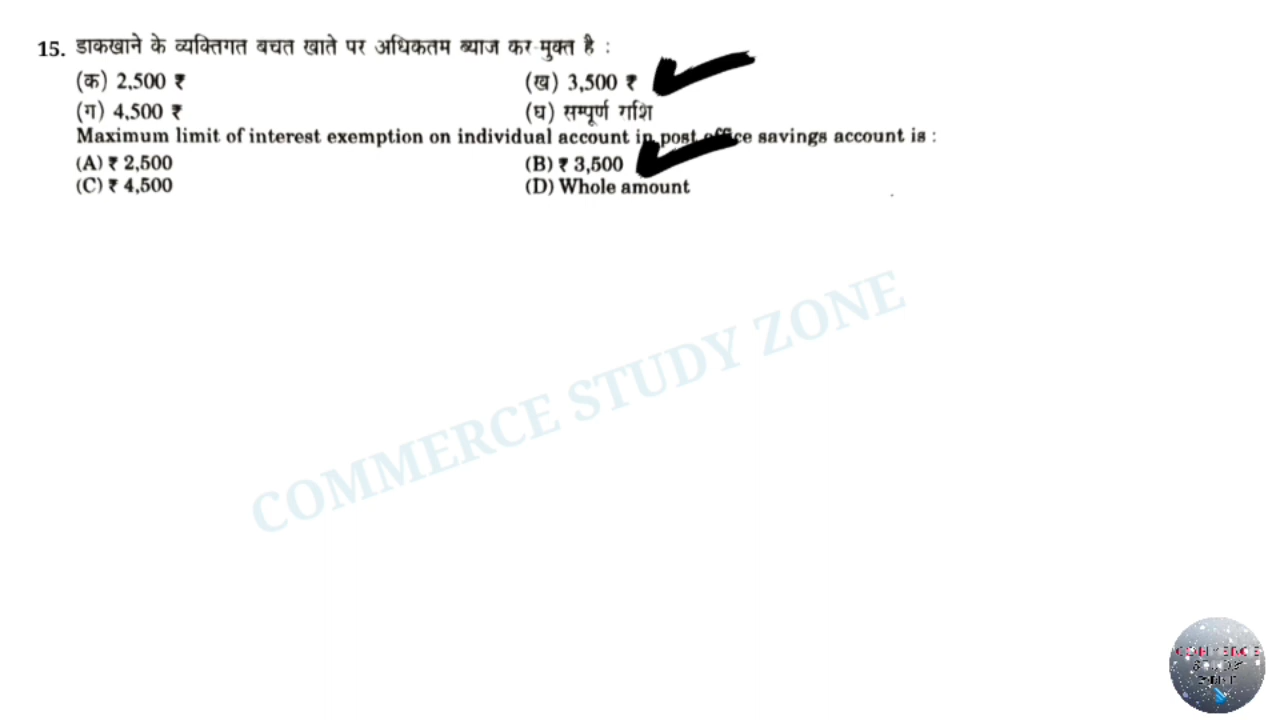 15. डाकखाने के व्यक्तिगत बचत खाते पर अधिकतम ब्याज कर-मुक्त है :
(क) 2,500 ₹ (ख) 3,500 ₹
(ग) 4,500 ₹ (घ) सम्पूर्ण राशि
Maximum limit of interest exemption on individual account in post office savings account is :
(A) ₹ 2,500 (B) ₹ 3,500
(C) ₹ 4,500 (D) Whole amount
COMMERCE STUDY ZONE
COMMERCE
STUDY